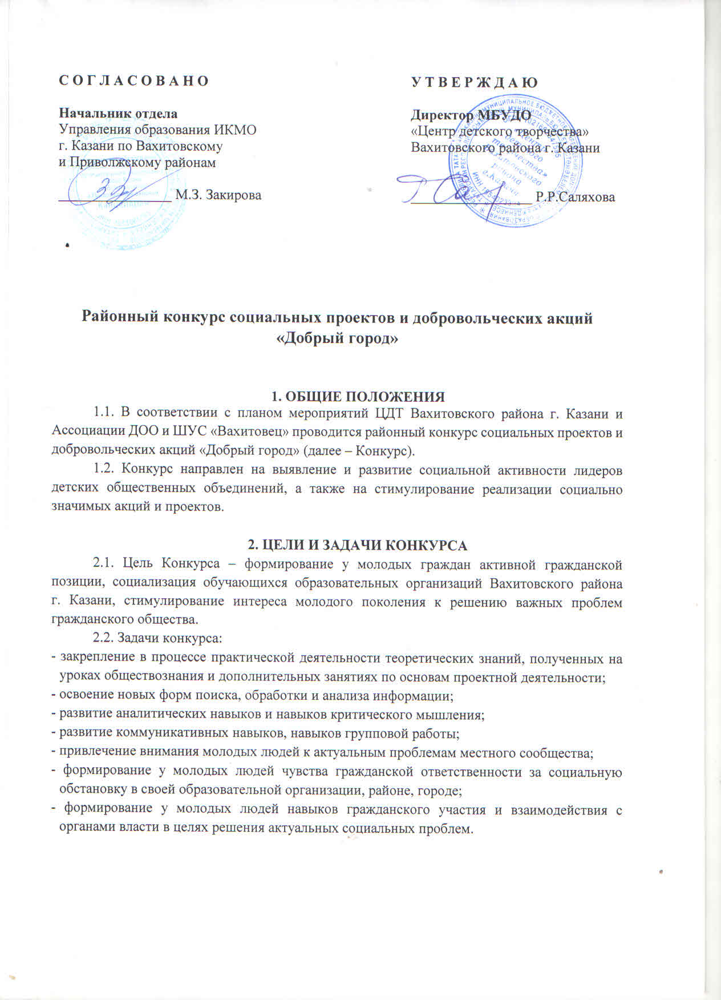 СОГЛАСОВАНО
Начальник отдела
Управления образования ИКМО
г. Казани по Вахитовскому
и Приволжскому районам
М.З. Закирова
УТВЕРЖДАЮ
Директор МБУДО
«Центр детского творчества»
Вахитовского района г. Казани
Р.Р.Саляхова
«Центр
детского
творчества»
Вахитовского
района
г.Казани
Районный конкурс социальных проектов и добровольческих акций
«Добрый город»
1. ОБЩИЕ ПОЛОЖЕНИЯ
1.1. В соответствии с планом мероприятий ЦДТ Вахитовского района г. Казани и
Ассоциации ДОО и ШУС «Вахитовец» проводится районный конкурс социальных проектов и
добровольческих акций «Добрый город» (далее – Конкурс).
1.2. Конкурс направлен на выявление и развитие социальной активности лидеров
детских общественных объединений, а также на стимулирование реализации социально
значимых акций и проектов.
2. ЦЕЛИ И ЗАДАЧИ КОНКУРСА
2.1. Цель Конкурса – формирование у молодых граждан активной гражданской
позиции, социализация обучающихся образовательных организаций Вахитовского района
г. Казани, стимулирование интереса молодого поколения к решению важных проблем
гражданского общества.
2.2. Задачи конкурса:
- закрепление в процессе практической деятельности теоретических знаний, полученных на
уроках обществознания и дополнительных занятиях по основам проектной деятельности;
- освоение новых форм поиска, обработки и анализа информации;
- развитие аналитических навыков и навыков критического мышления;
- развитие коммуникативных навыков, навыков групповой работы;
- привлечение внимания молодых людей к актуальным проблемам местного сообщества;
- формирование у молодых людей чувства гражданской ответственности за социальную
обстановку в своей образовательной организации, районе, городе;
- формирование у молодых людей навыков гражданского участия и взаимодействия с
органами власти в целях решения актуальных социальных проблем.